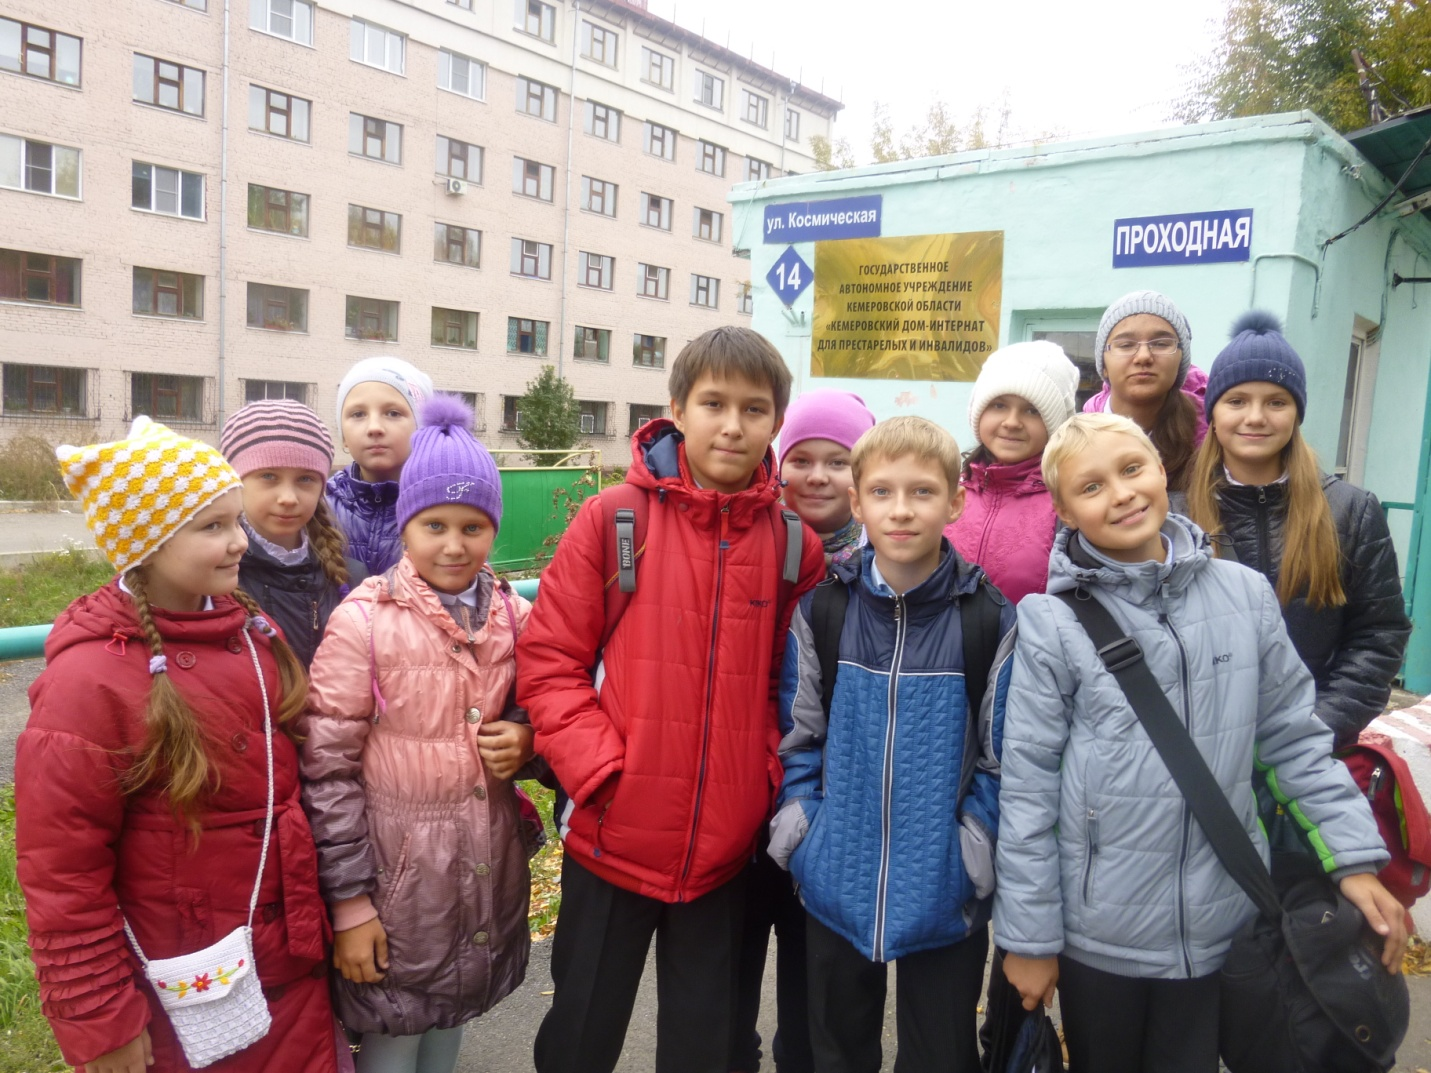 ул. Космическая
14
ГОСУДАРСТВЕННОЕ
АВТОНОМНОЕ УЧРЕЖДЕНИЕ
КЕМЕРОВСКОЙ ОБЛАСТИ
«КЕМЕРОВСКИЙ ДОМ-ИНТЕРНАТ
ДЛЯ ПРЕСТАРЕЛЫХ И ИНВАЛИДОВ»
ПРОХОДНАЯ
BONE